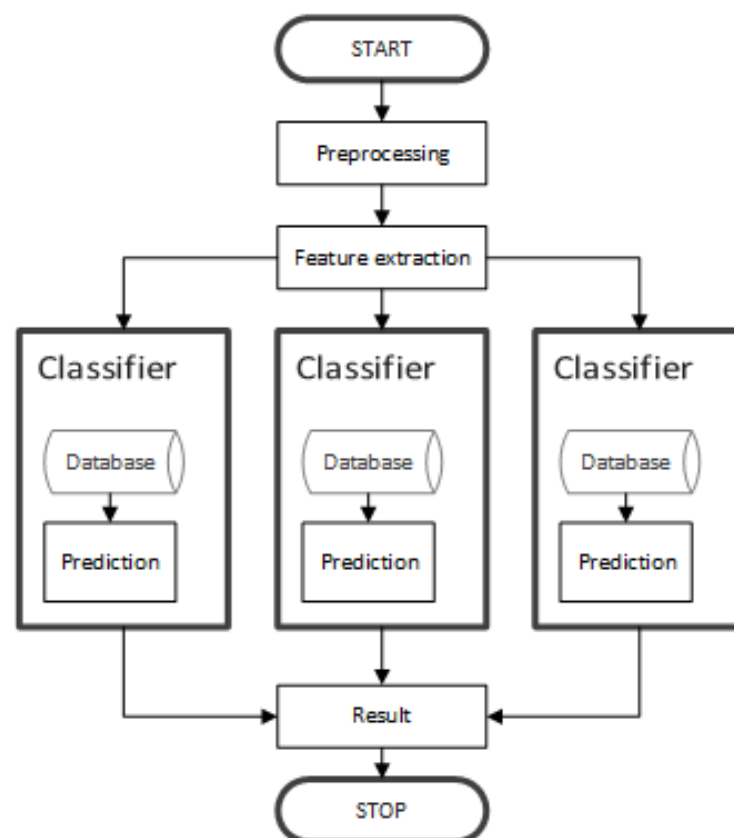 START
Preprocessing
Feature extraction
Classifier
Classifier
Classifier
Database
Database
Database
Prediction
Prediction
Prediction
Result
STOP